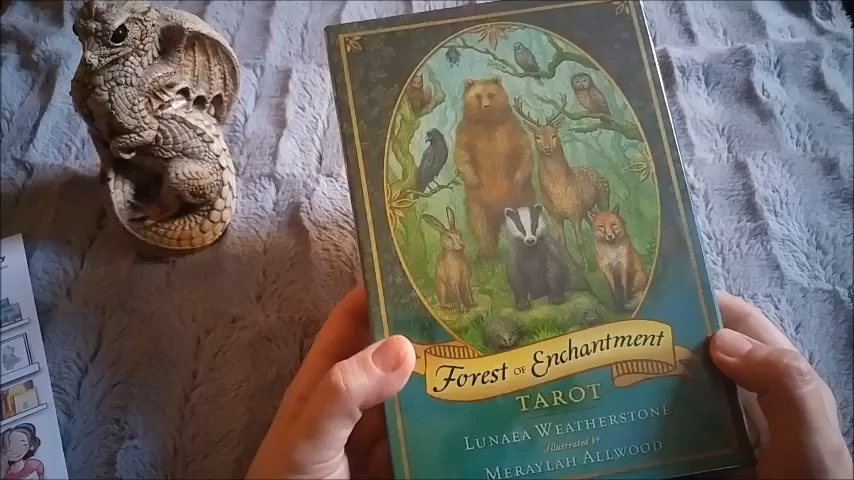 Forest of Enchantment
TAROT
LUNAEA WEATHERSTONE
Illustrated by
MERAYLAH ALLWOOD